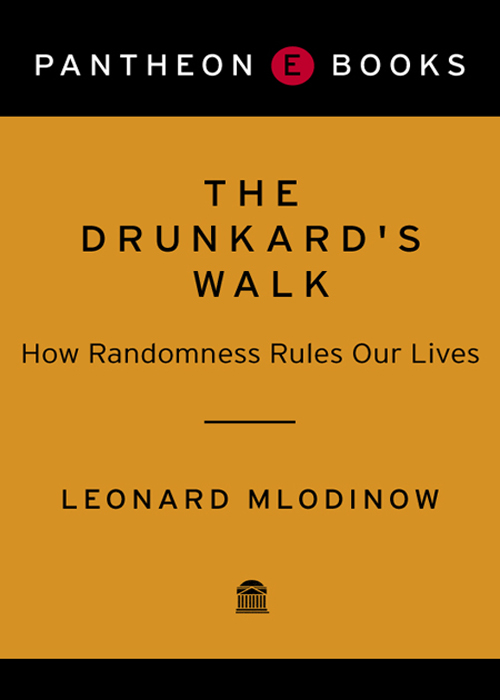 PANTHEON E BOOKS
THE
DRUNKARD'S
WALK
How Randomness Rules Our Lives
LEONARD MLODINOW